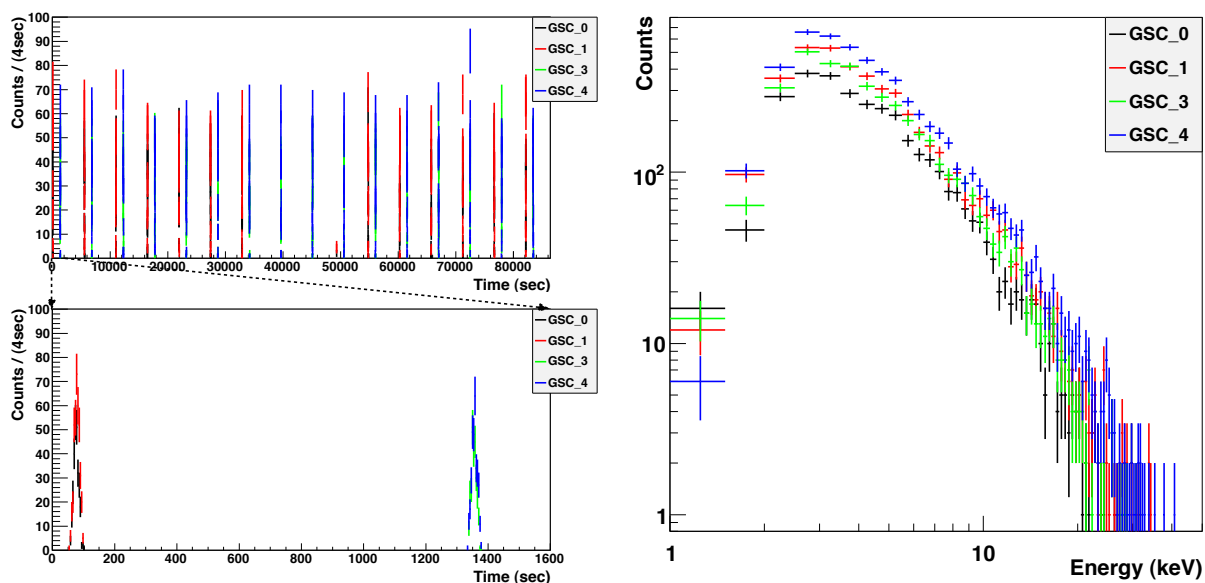 Counts / (4sec)
100
90
80
70
60
50
40
30
20
10
0
GSC_0
GSC_1
GSC_3
GSC_4
0 10000 20000 30000 40000 50000 60000 70000 80000
Time (sec)
Counts / (4sec)
100
90
80
70
60
50
40
30
20
10
0
GSC_0
GSC_1
GSC_3
GSC_4
0 200 400 600 800 1000 1200 1400 1600
Time (sec)
Counts
10²
10
1
GSC_0
GSC_1
GSC_3
GSC_4
1 10
Energy (keV)